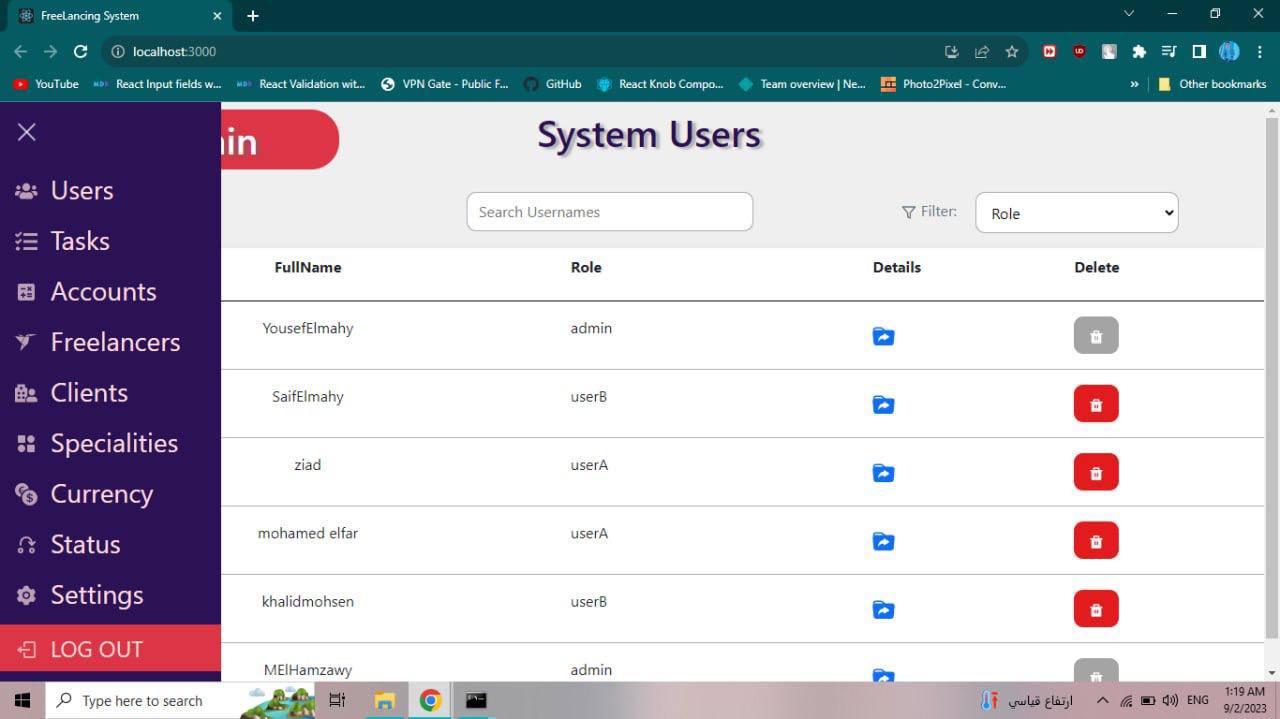 FreeLancing System
localhost:3000
YouTube
React Input fields w...
React Validation wit...
VPN Gate - Public F...
GitHub
React Knob Compo...
Team overview | Ne...
Photo2Pixel - Conv...
»
Other bookmarks
in
System Users
Users
Tasks
Accounts
Freelancers
Clients
Specialities
Currency
Status
Settings
LOG OUT
Search Usernames
Filter:
Role
FullName Role Details Delete
YousefElmahy admin
SaifElmahy userB
ziad userA
mohamed elfar userA
khalidmohsen userB
MElHamzawy admin
Type here to search
ارتفاع قياسي
ENG
1:19 AM
9/2/2023